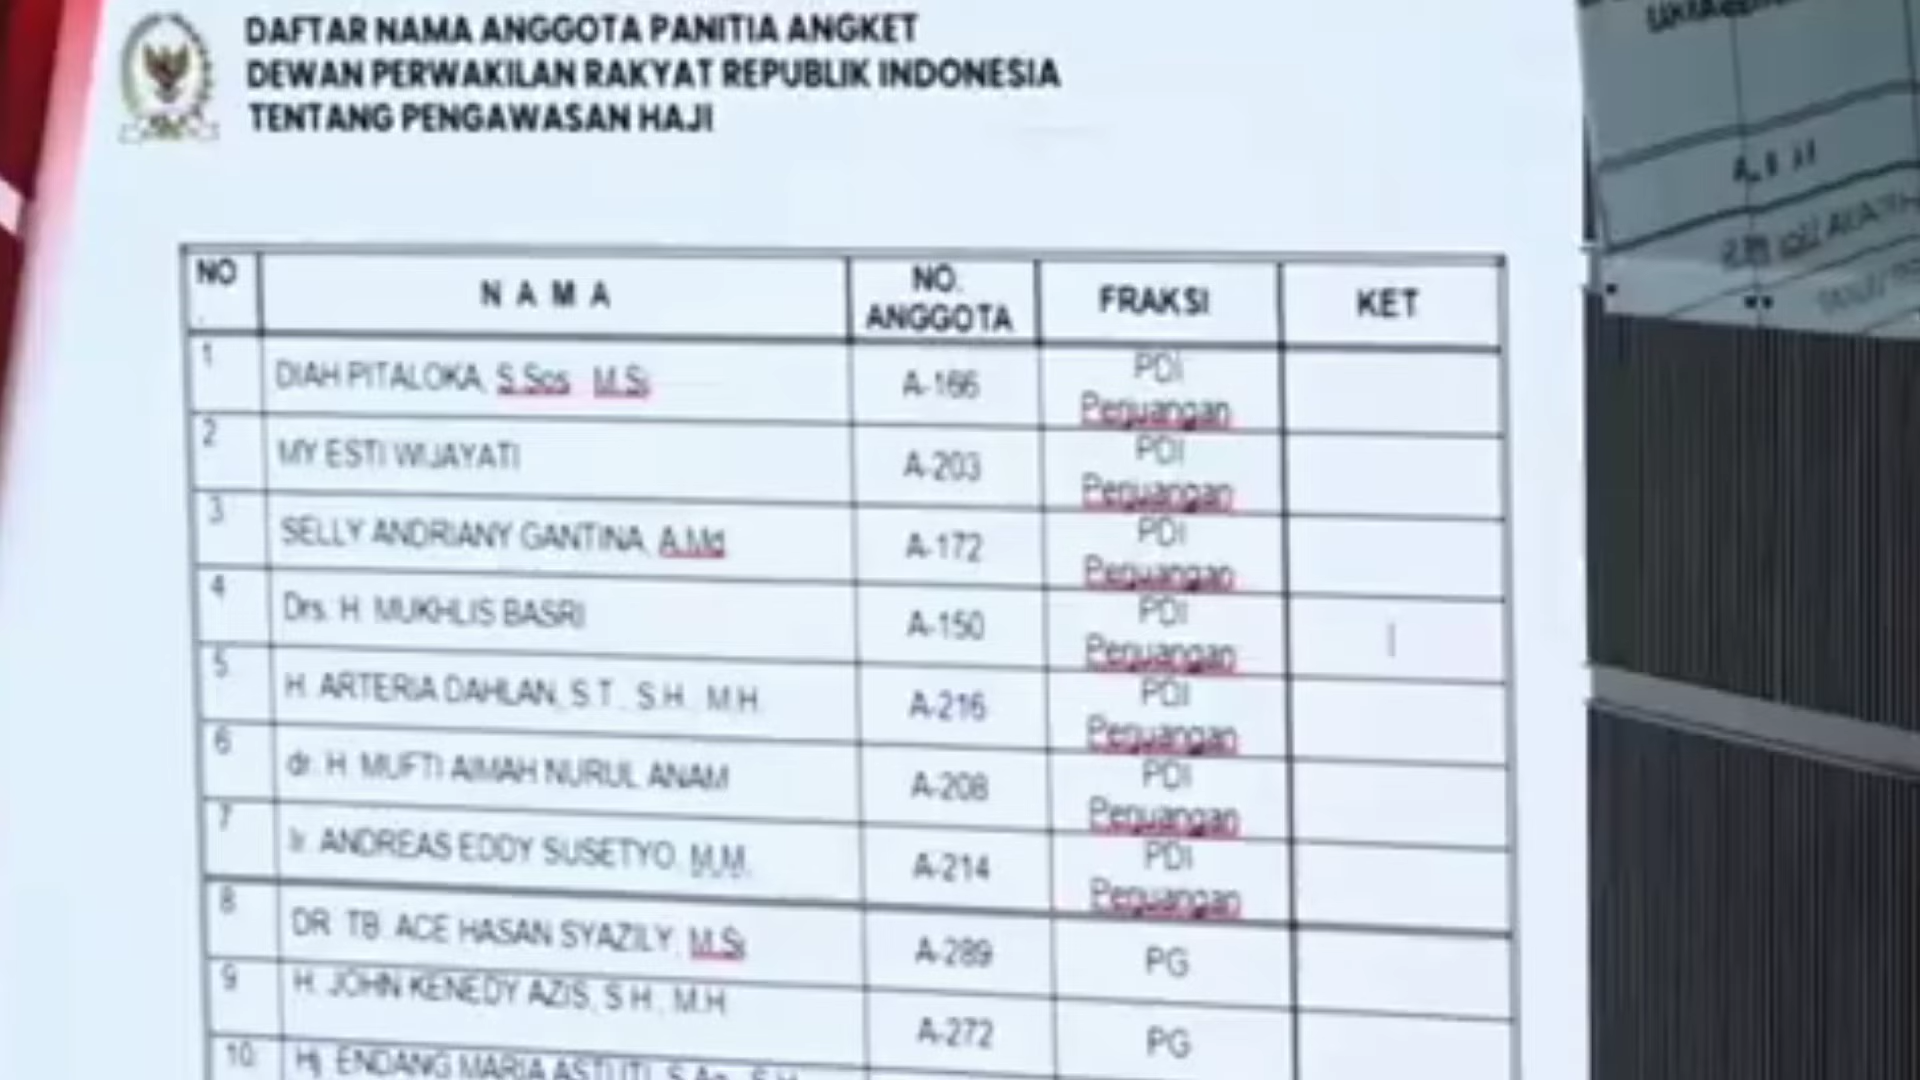 DAFTAR NAMA ANGGOTA PANITIA ANGKET
DEWAN PERWAKILAN RAKYAT REPUBLIK INDONESIA
TENTANG PENGAWASAN HAJI
NO N A M A NO. ANGGOTA FRAKSI KET
1 DIAH PITALOKA, S.Sos., M.Si A-166 PDI Perjuangan
2 MY ESTI WIJAYATI A-203 PDI Perjuangan
3 SELLY ANDRIANY GANTINA, A.Md A-172 PDI Perjuangan
4 Drs. H. MUKHLIS BASRI A-150 PDI Perjuangan
5 H. ARTERIA DAHLAN, S.T., S.H., M.H. A-216 PDI Perjuangan
6 dr. H. MUFTI AIMAH NURUL ANAM A-208 PDI Perjuangan
7 Ir. ANDREAS EDDY SUSETYO, M.M. A-214 PDI Perjuangan
8 DR. TB. ACE HASAN SYAZILY, M.Si A-289 PG
9 H. JOHN KENEDY AZIS, S.H., M.H. A-272 PG
10. Hj. ENDANG MARIA ASTUTI, S.Ag., S.H.